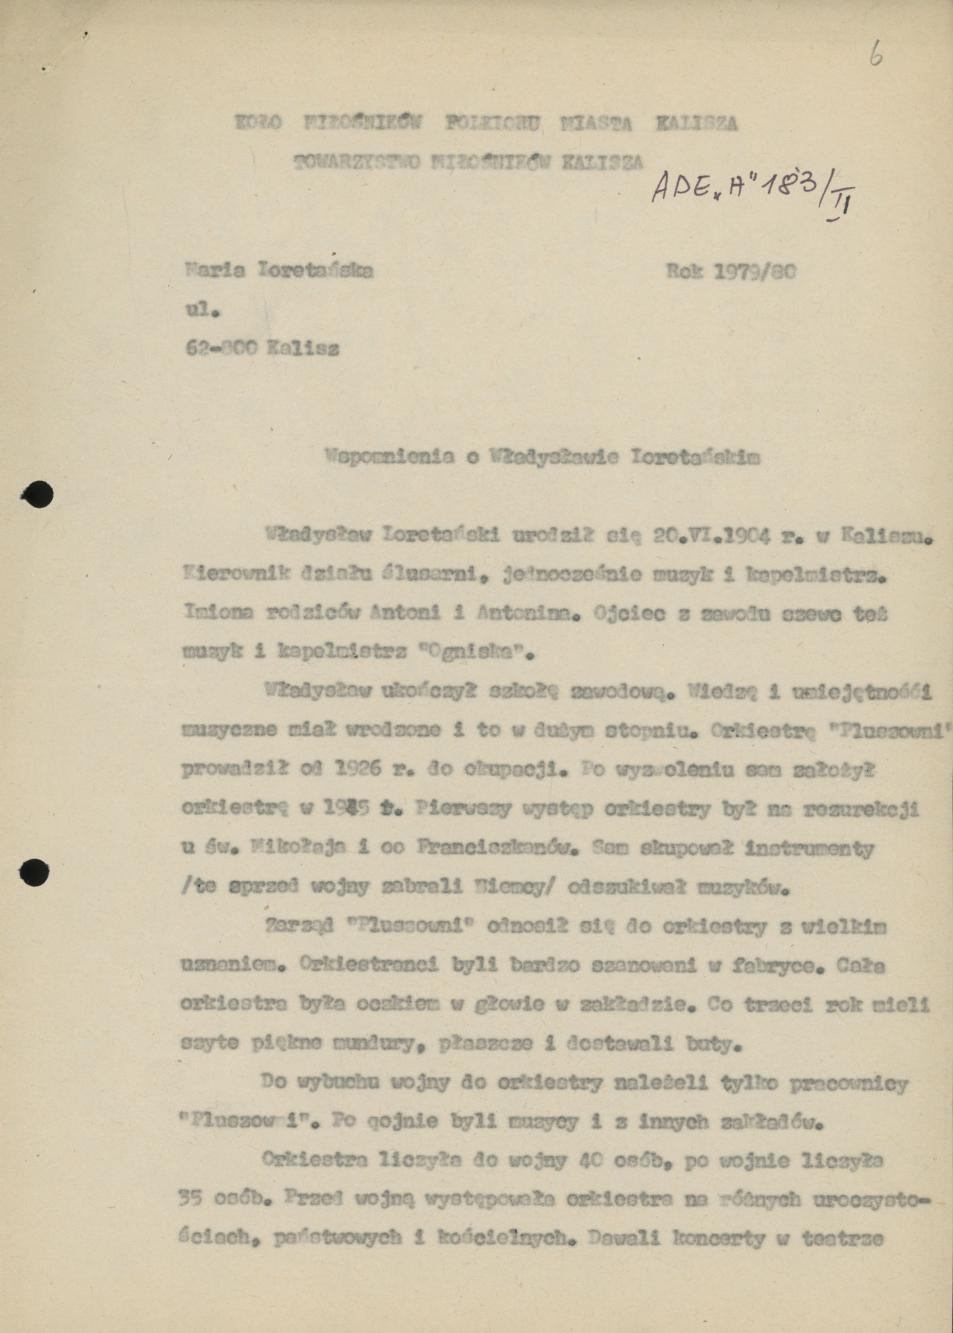 6
KOŁO MIŁOŚNIKÓW FOLKLORU MIASTA KALISZA
TOWARZYSTWO MIŁOŚNIKÓW KALISZA
ADE „A" 183/II
Maria Loretańska Rok 1979/80
ul.
62-800 Kalisz
Wspomnienia o Władysławie Loretańskim
Władysław Loretański urodził się 20.VI.1904 r. w Kaliszu.
Kierownik działu ślusarni, jednocześnie muzyk i kapelmistrz.
Imiona rodziców Antoni i Antonina. Ojciec z zawodu szewc też
muzyk i kapelmistrz "Ogniska".
Władysław ukończył szkołę zawodową. Wiedzę i umiejętnośći
muzyczne miał wrodzone i to w dużym stopniu. Orkiestrę "Pluszowni"
prowadził od 1926 r. do okupacji. Po wyzwoleniu sam założył
orkiestrę w 1945 r. Pierwszy występ orkiestry był na rezurekcji
u św. Mikołaja i oo Franciszkanów. Sam skupował instrumenty
/te sprzed wojny zabrali Niemcy/ odszukiwał muzyków.
Zarząd "Pluszowni" odnosił się do orkiestry z wielkim
uznaniem. Orkiestranci byli bardzo szanowani w fabryce. Cała
orkiestra była oczkiem w głowie w zakładzie. Co trzeci rok mieli
szyte piękne mundury, płaszcze i dostawali buty.
Do wybuchu wojny do orkiestry należeli tylko pracownicy
"Pluszowni". Po qojnie byli muzycy i z innych zakładów.
Orkiestra liczyła do wojny 40 osób, po wojnie liczyła
35 osób. Przed wojną występowała orkiestra na różnych uroczysto-
ściach, państwowych i kościelnych. Dawali koncerty w teatrze